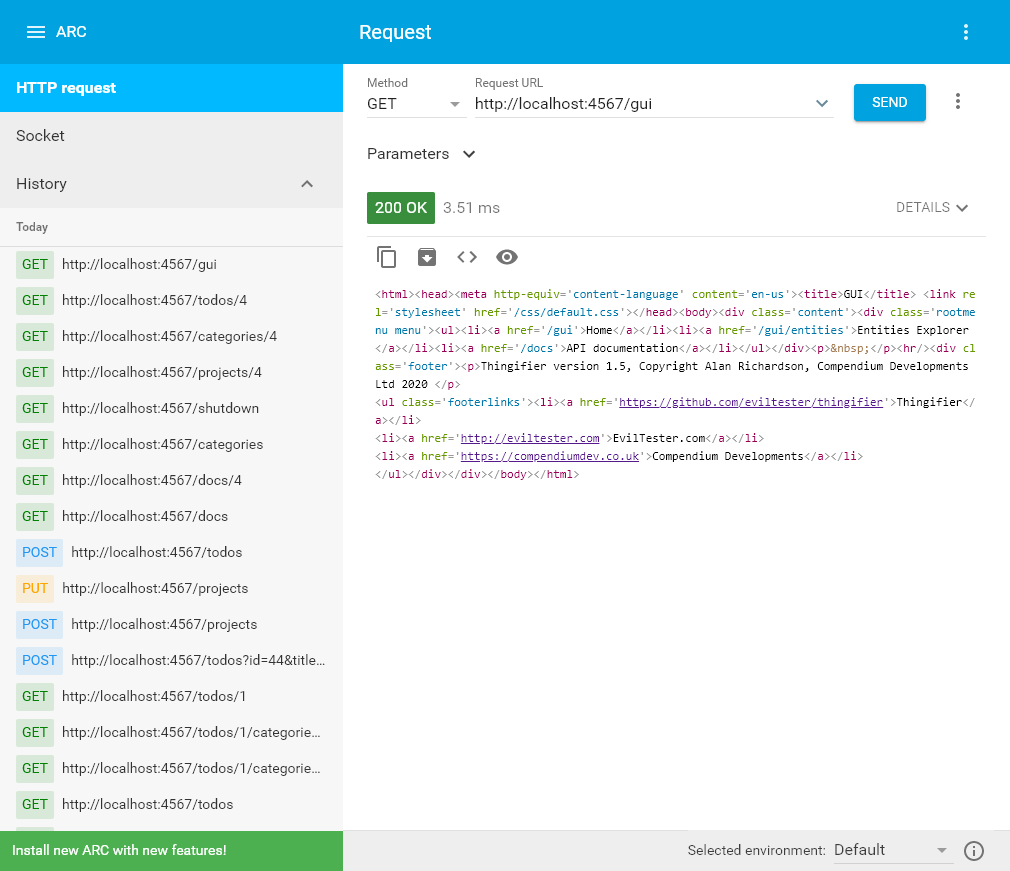 ARC
Request
HTTP request
Socket
History
Today
GET http://localhost:4567/gui
GET http://localhost:4567/todos/4
GET http://localhost:4567/categories/4
GET http://localhost:4567/projects/4
GET http://localhost:4567/shutdown
GET http://localhost:4567/categories
GET http://localhost:4567/docs/4
GET http://localhost:4567/docs
POST http://localhost:4567/todos
PUT http://localhost:4567/projects
POST http://localhost:4567/projects
POST http://localhost:4567/todos?id=44&title...
GET http://localhost:4567/todos/1
GET http://localhost:4567/todos/1/categorie...
GET http://localhost:4567/todos/1/categorie...
GET http://localhost:4567/todos
Install new ARC with new features!
Method
Request URL
GET
http://localhost:4567/gui
SEND
Parameters
200 OK
3.51 ms
DETAILS
<html><head><meta http-equiv='content-language' content='en-us'><title>GUI</title> <link re
l='stylesheet' href='/css/default.css'></head><body><div class='content'><div class='rootme
nu menu'><ul><li><a href='/gui'>Home</a></li><li><a href='/gui/entities'>Entities Explorer
</a></li><li><a href='/docs'>API documentation</a></li></ul></div><p>&nbsp;</p><hr/><div cl
ass='footer'><p>Thingifier version 1.5, Copyright Alan Richardson, Compendium Developments
Ltd 2020 </p>
<ul class='footerlinks'><li><a href='https://github.com/eviltester/thingifier'>Thingifier</
a></li>
<li><a href='http://eviltester.com'>EvilTester.com</a></li>
<li><a href='https://compendiumdev.co.uk'>Compendium Developments</a></li>
</ul></div></div></body></html>
Selected environment:
Default